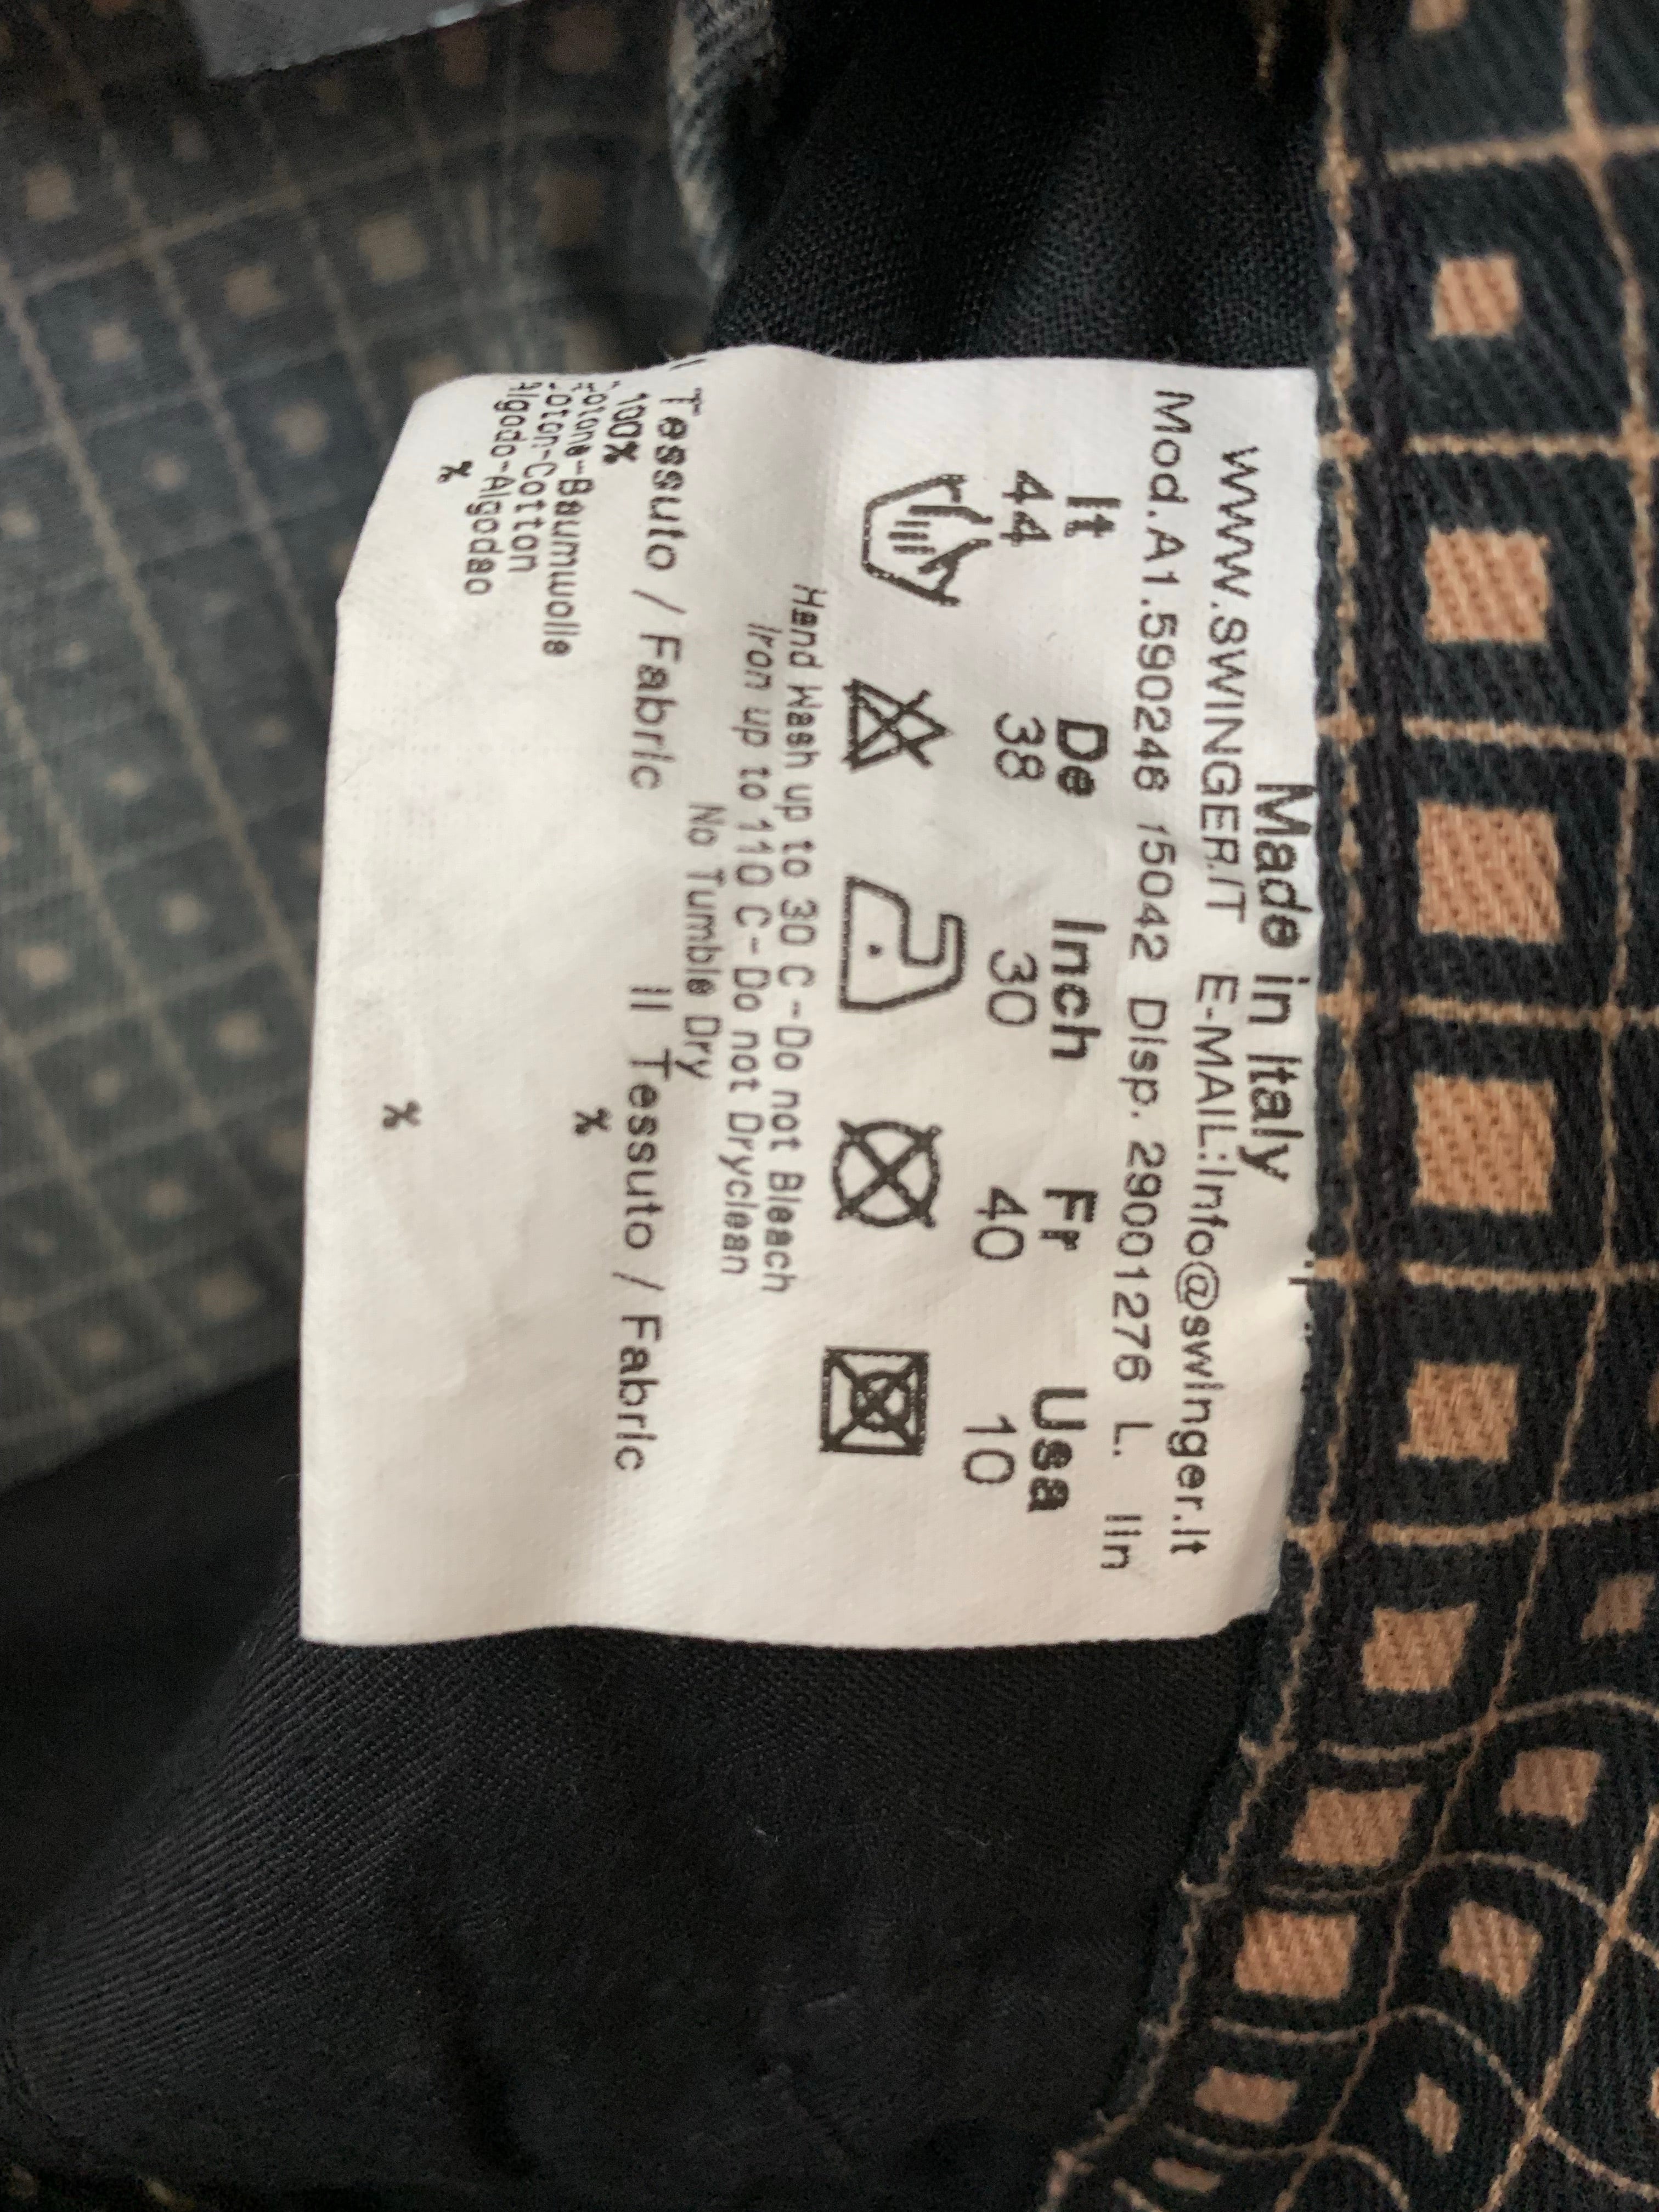 Made in Italy
WWW.SWINGER.IT E-MAIL:info@swinger.it
Mod.A1.590246 15042 Disp. 29001276 L. lin
It De Inch Fr Usa
44 38 30 40 10
Hand Wash up to 30 C - Do not Bleach
Iron up to 110 C - Do not Dryclean
No Tumble Dry
Tessuto / Fabric II Tessuto / Fabric
100% %
Cotone-Baumwolle
Coton-Cotton
Algodo-Algodao
% %